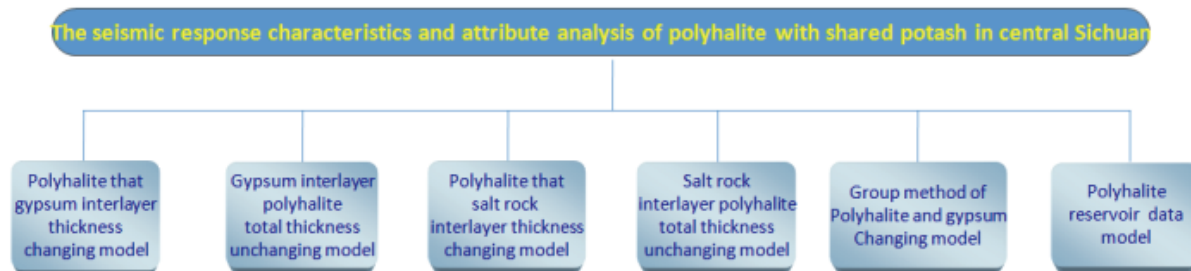 The seismic response characteristics and attribute analysis of polyhalite with shared potash in central Sichuan
Polyhalite that
gypsum interlayer
thickness
changing model
Gypsum interlayer
polyhalite
total thickness
unchanging model
Polyhalite that
salt rock
interlayer thickness
changing model
Salt rock
interlayer polyhalite
total thickness
unchanging model
Group method of
Polyhalite and gypsum
Changing model
Polyhalite
reservoir data
model